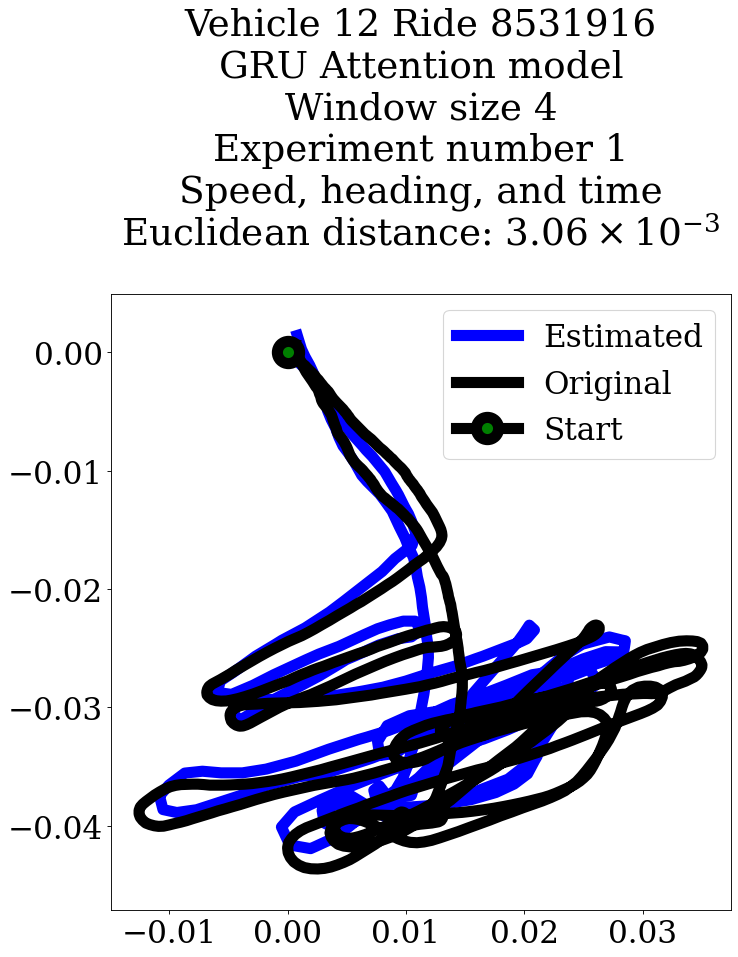 Vehicle 12 Ride 8531916
GRU Attention model
Window size 4
Experiment number 1
Speed, heading, and time
Euclidean distance: 3.06 × 10⁻³
Estimated
Original
Start
0.00
−0.01
−0.02
−0.03
−0.04
−0.01 0.00 0.01 0.02 0.03